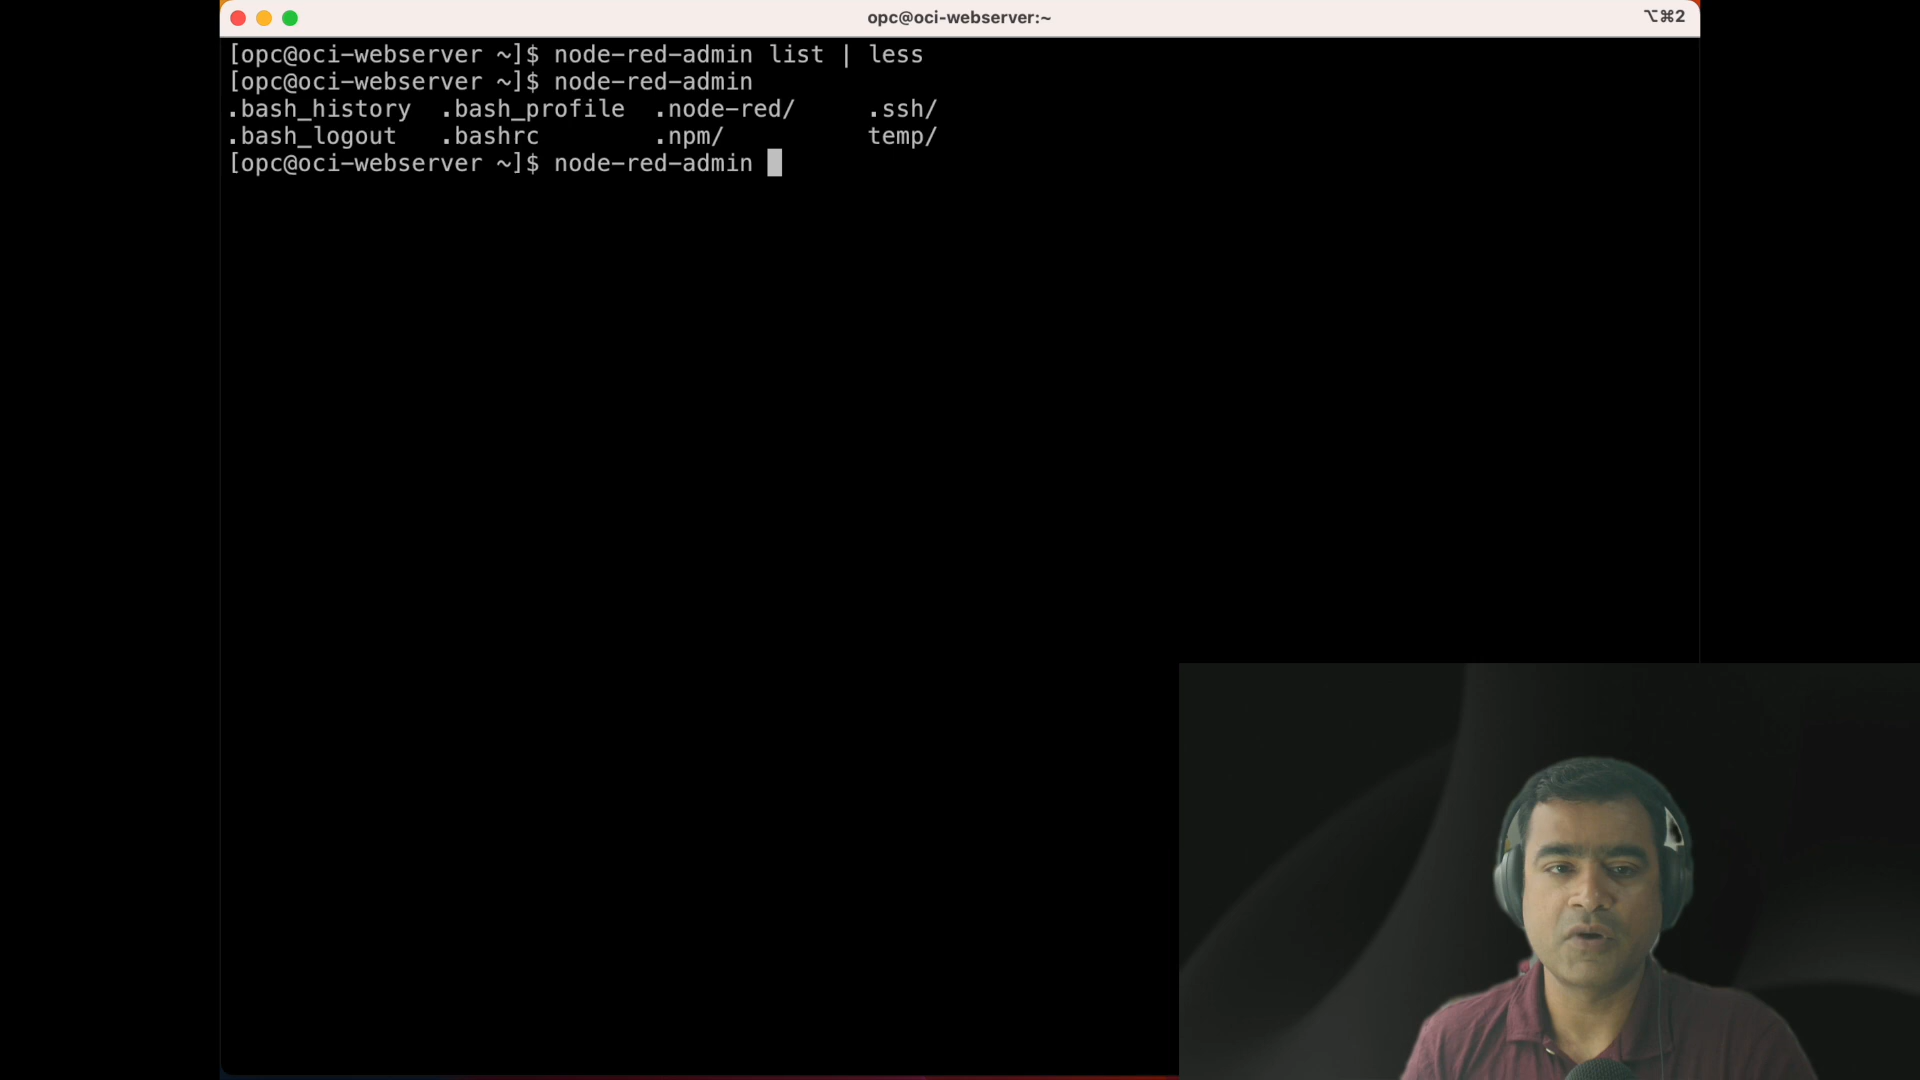 opc@oci-webserver:~
⌥⌘2
[opc@oci-webserver ~]$ node-red-admin list | less
[opc@oci-webserver ~]$ node-red-admin
.bash_history .bash_profile .node-red/ .ssh/
.bash_logout .bashrc .npm/ temp/
[opc@oci-webserver ~]$ node-red-admin